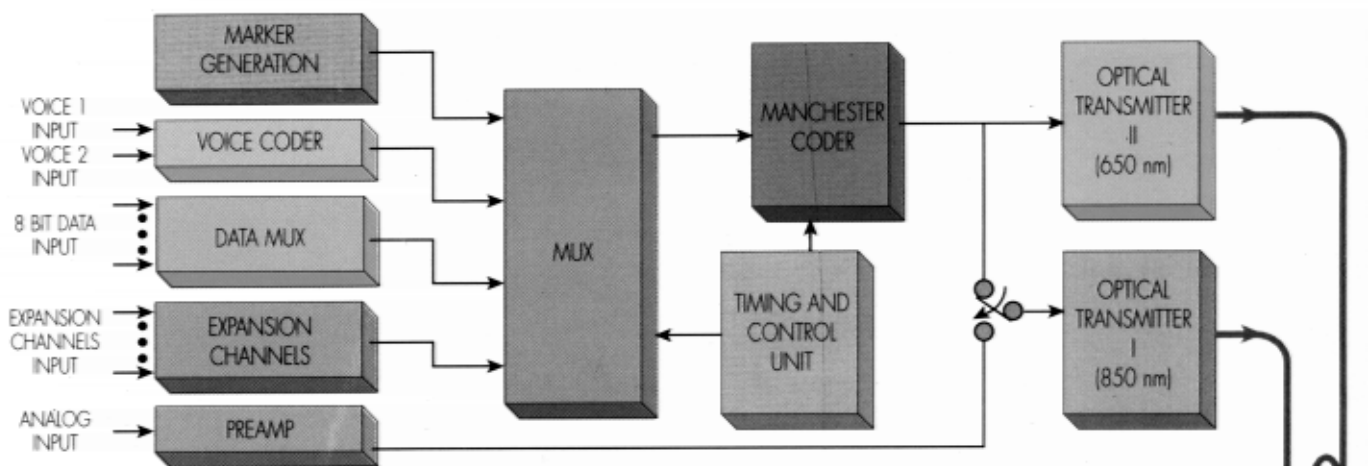 MARKER
GENERATION
VOICE 1
INPUT
VOICE 2
INPUT
VOICE CODER
8 BIT DATA
INPUT
DATA MUX
EXPANSION
CHANNELS
INPUT
EXPANSION
CHANNELS
ANALOG
INPUT
PREAMP
MUX
MANCHESTER
CODER
TIMING AND
CONTROL
UNIT
OPTICAL
TRANSMITTER
II
(650 nm)
OPTICAL
TRANSMITTER
I
(850 nm)